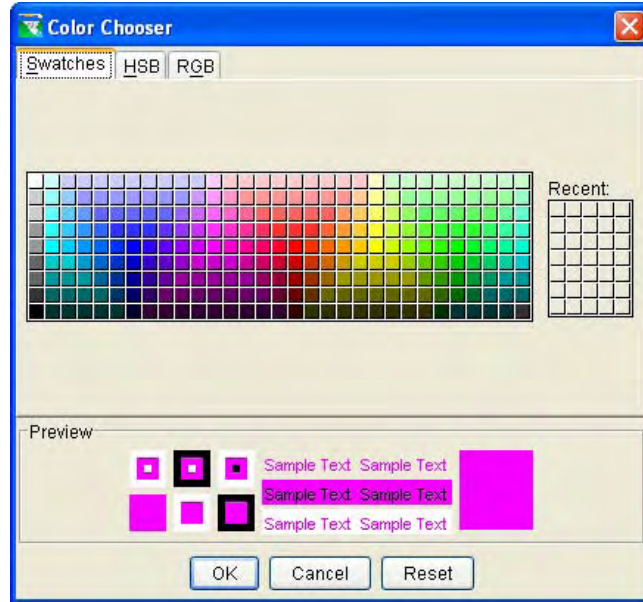 Color Chooser
Swatches HSB RGB
Recent:
Preview
Sample Text Sample Text
Sample Text Sample Text
Sample Text Sample Text
OK Cancel Reset